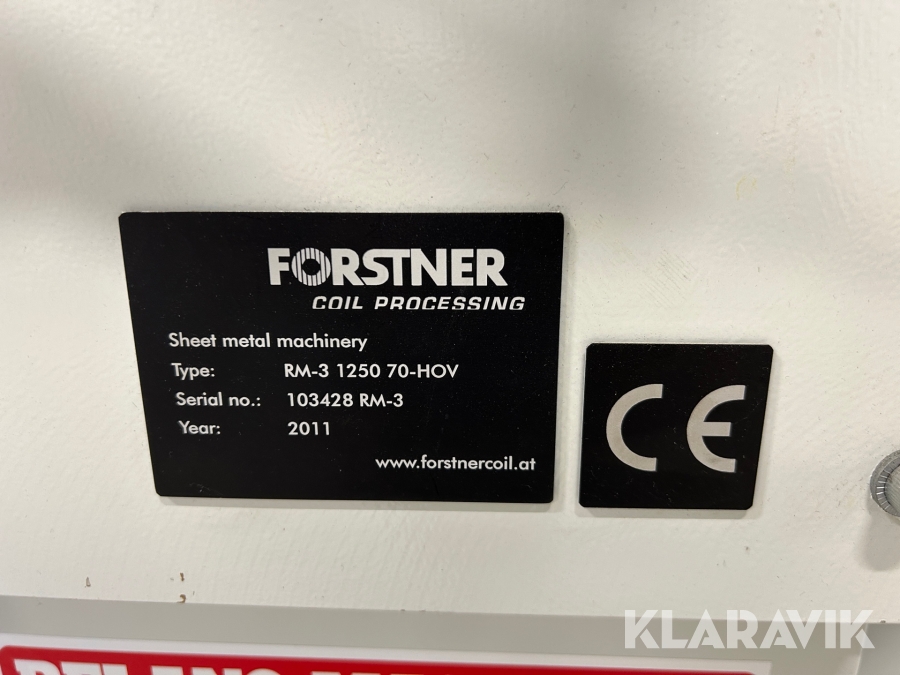 FORSTNER
COIL PROCESSING
Sheet metal machinery
Type: RM-3 1250 70-HOV
Serial no.: 103428 RM-3
Year: 2011
www.forstnercoil.at
CE
KLARAVIK